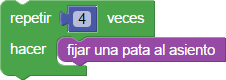 repetir 4 veces
hacer fijar una pata al asiento